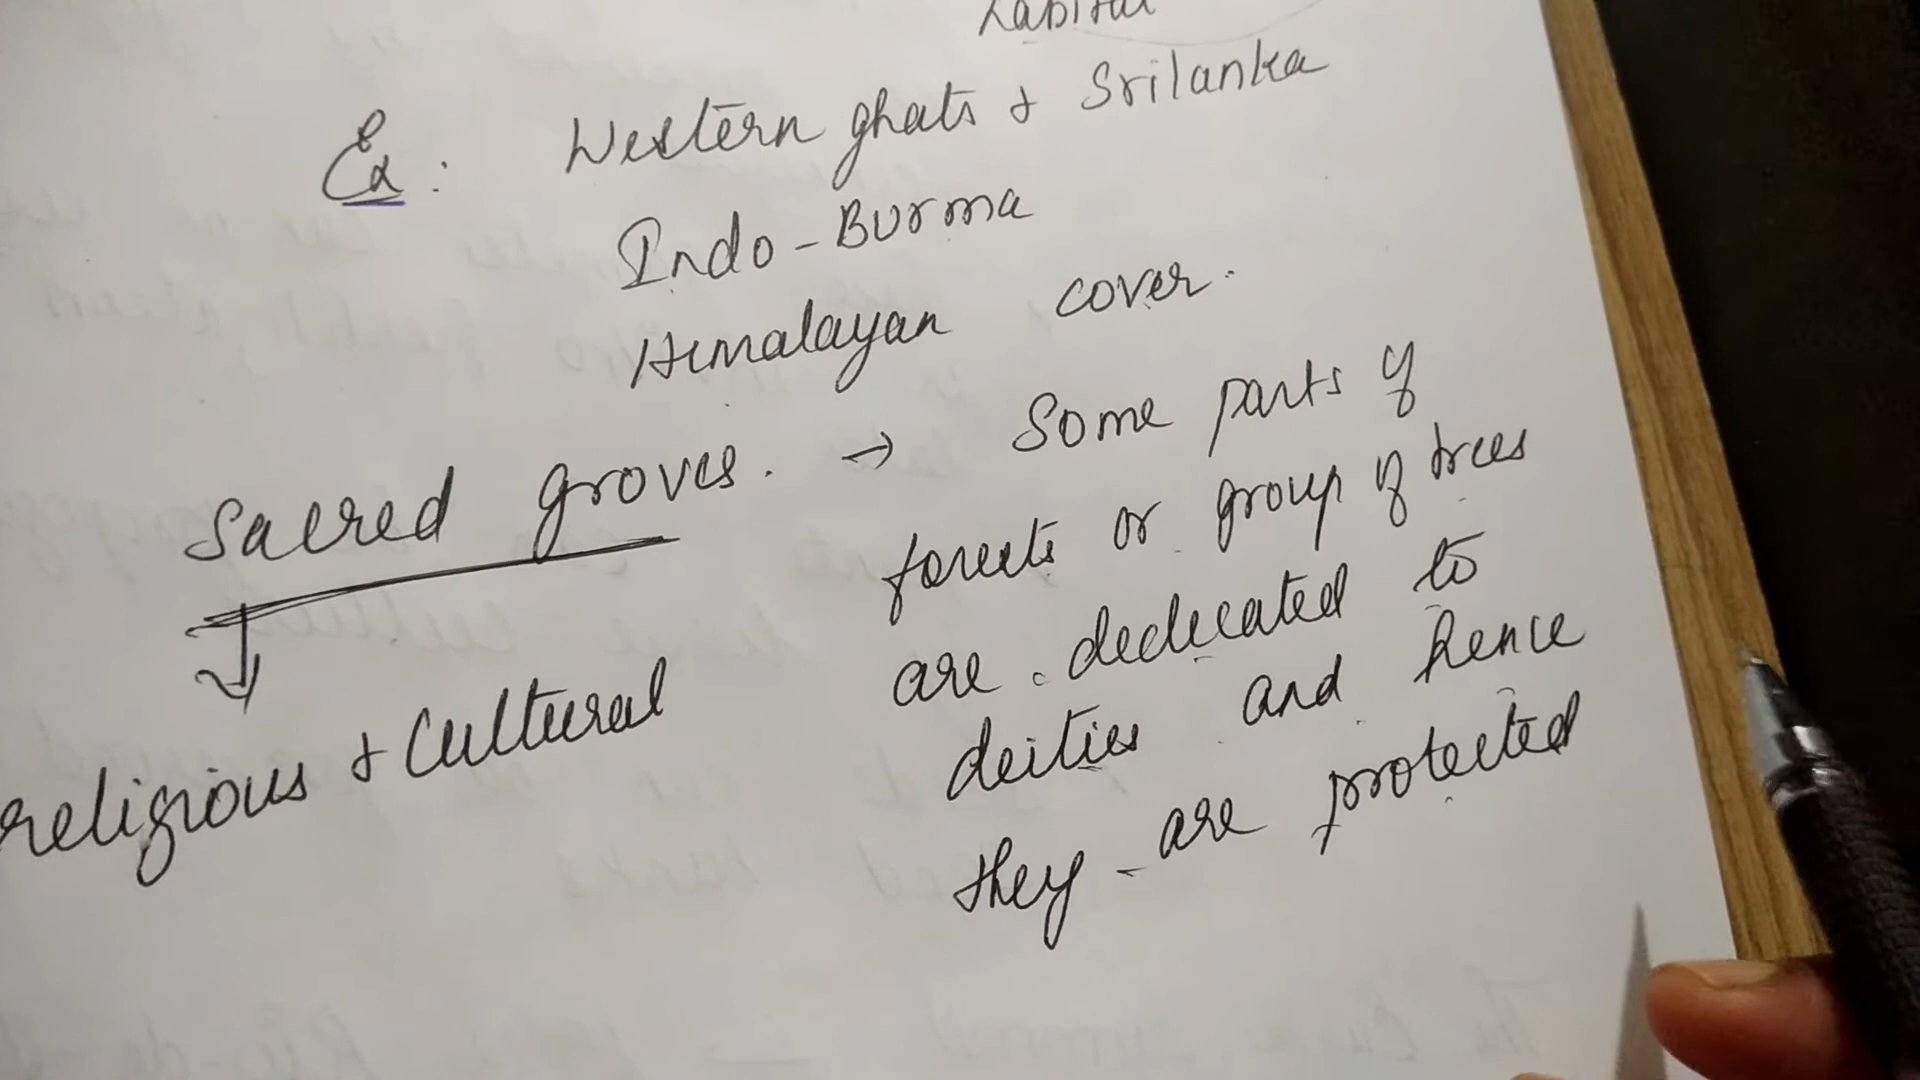 habitat
Ex: Western ghats & Srilanka
Indo-Burma
Himalayan cover.
Sacred groves. → Some parts of
forests or group of trees
are dedicated to
deities and hence
they are protected
religious & cultural